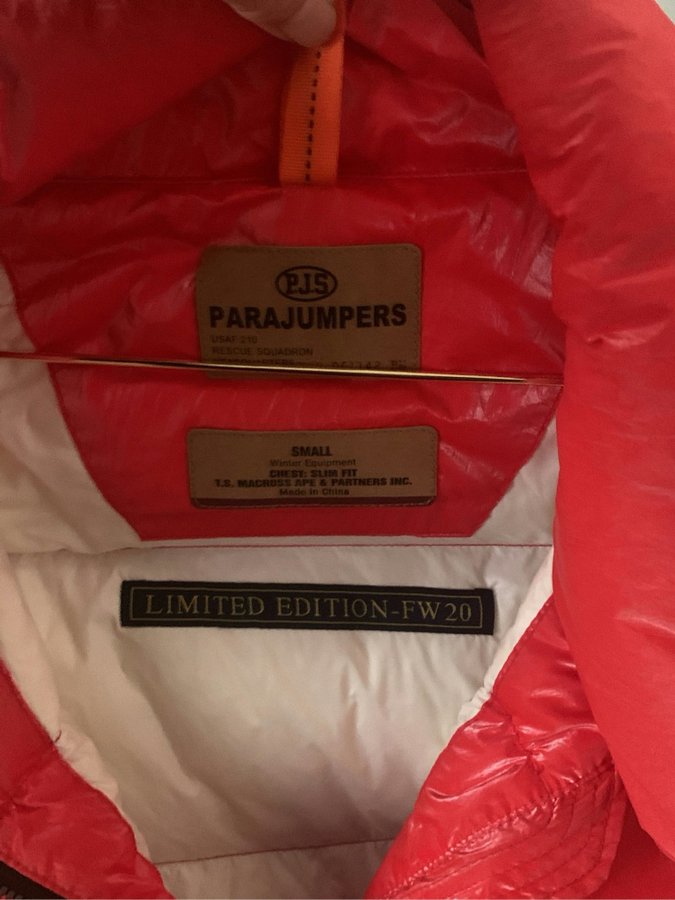 P.J.S
PARAJUMPERS
USAF 210
RESCUE SQUADRON
SMALL
Winter Equipment
CHEST: SLIM FIT
T.S. MACROSS APE & PARTNERS INC.
Made in China
LIMITED EDITION-FW20